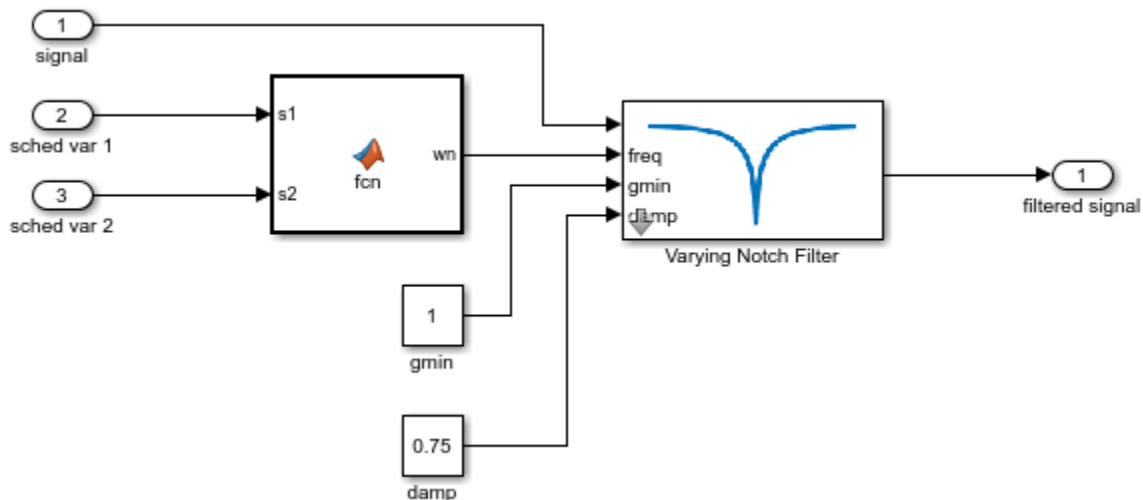 1
signal
2
sched var 1
3
sched var 2
s1
s2
fcn
wn
freq
gmin
damp
Varying Notch Filter
1
filtered signal
1
gmin
0.75
damp